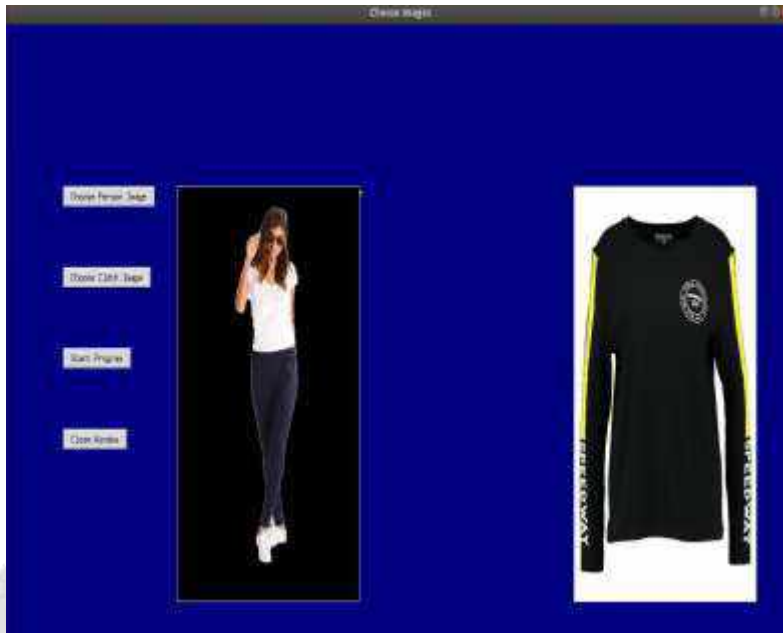 Choose Images
Choose Person Image
Choose Cloth Image
Start Program
Close Window